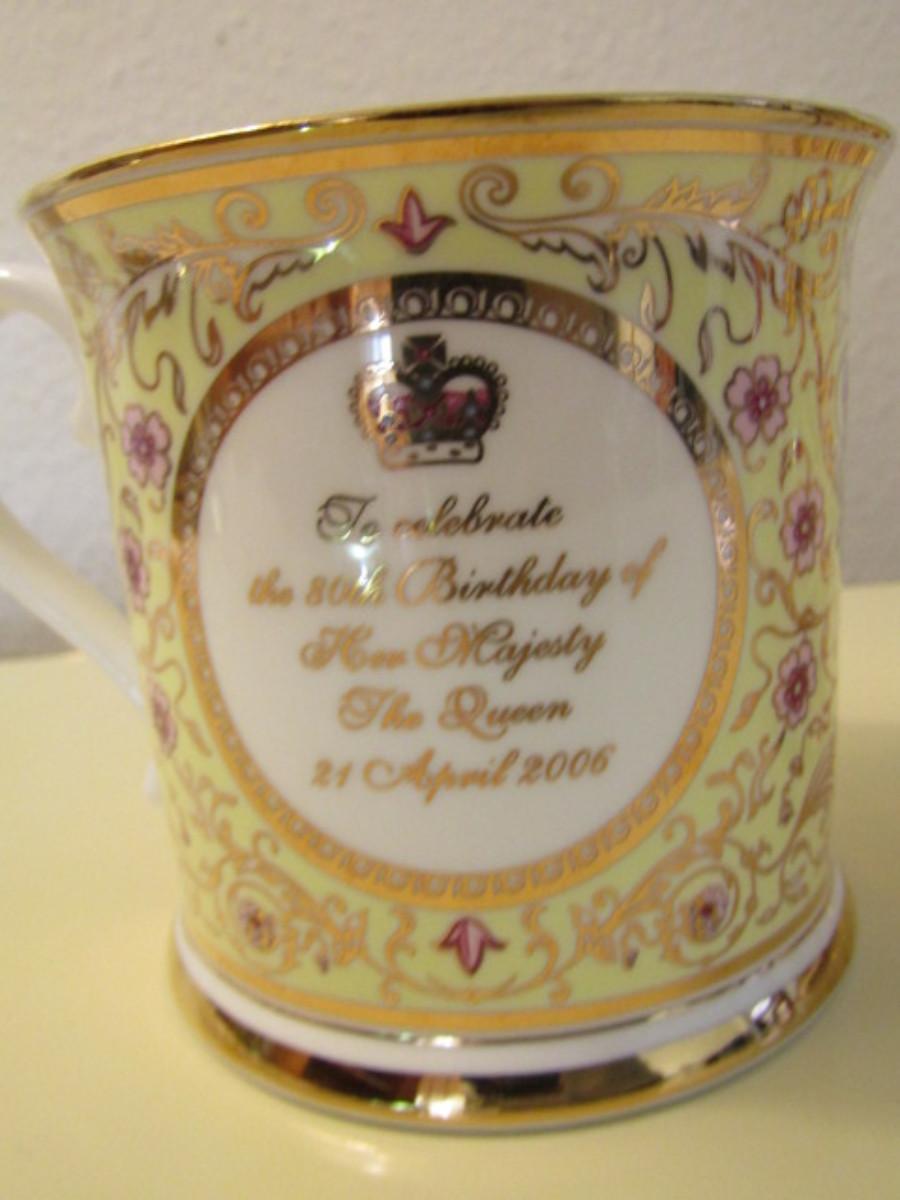 To celebrate
the 80th Birthday of
Her Majesty
The Queen
21 April 2006